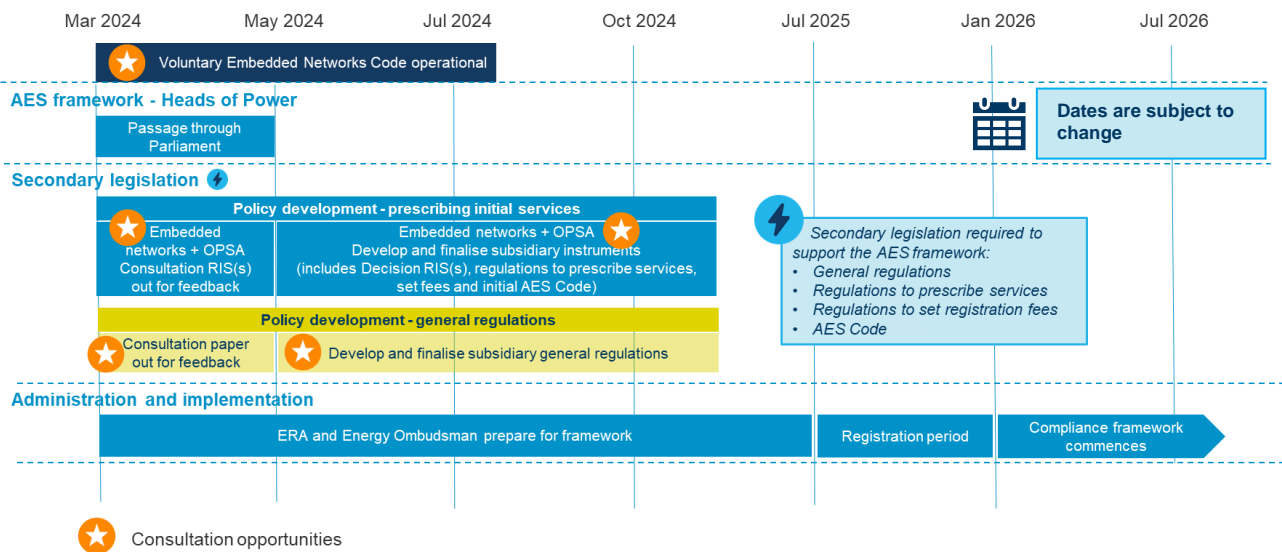 Mar 2024
May 2024
Jul 2024
Oct 2024
Jul 2025
Jan 2026
Jul 2026
Voluntary Embedded Networks Code operational
AES framework - Heads of Power
Passage through
Parliament
Dates are subject to
change
Secondary legislation
Policy development - prescribing initial services
Embedded
networks + OPSA
Consultation RIS(s)
out for feedback
Embedded networks + OPSA
Develop and finalise subsidiary instruments
(includes Decision RIS(s), regulations to prescribe services,
set fees and initial AES Code)
Secondary legislation required to
support the AES framework:
• General regulations
• Regulations to prescribe services
• Regulations to set registration fees
• AES Code
Policy development - general regulations
Consultation paper
out for feedback
Develop and finalise subsidiary general regulations
Administration and implementation
ERA and Energy Ombudsman prepare for framework
Registration period
Compliance framework
commences
Consultation opportunities